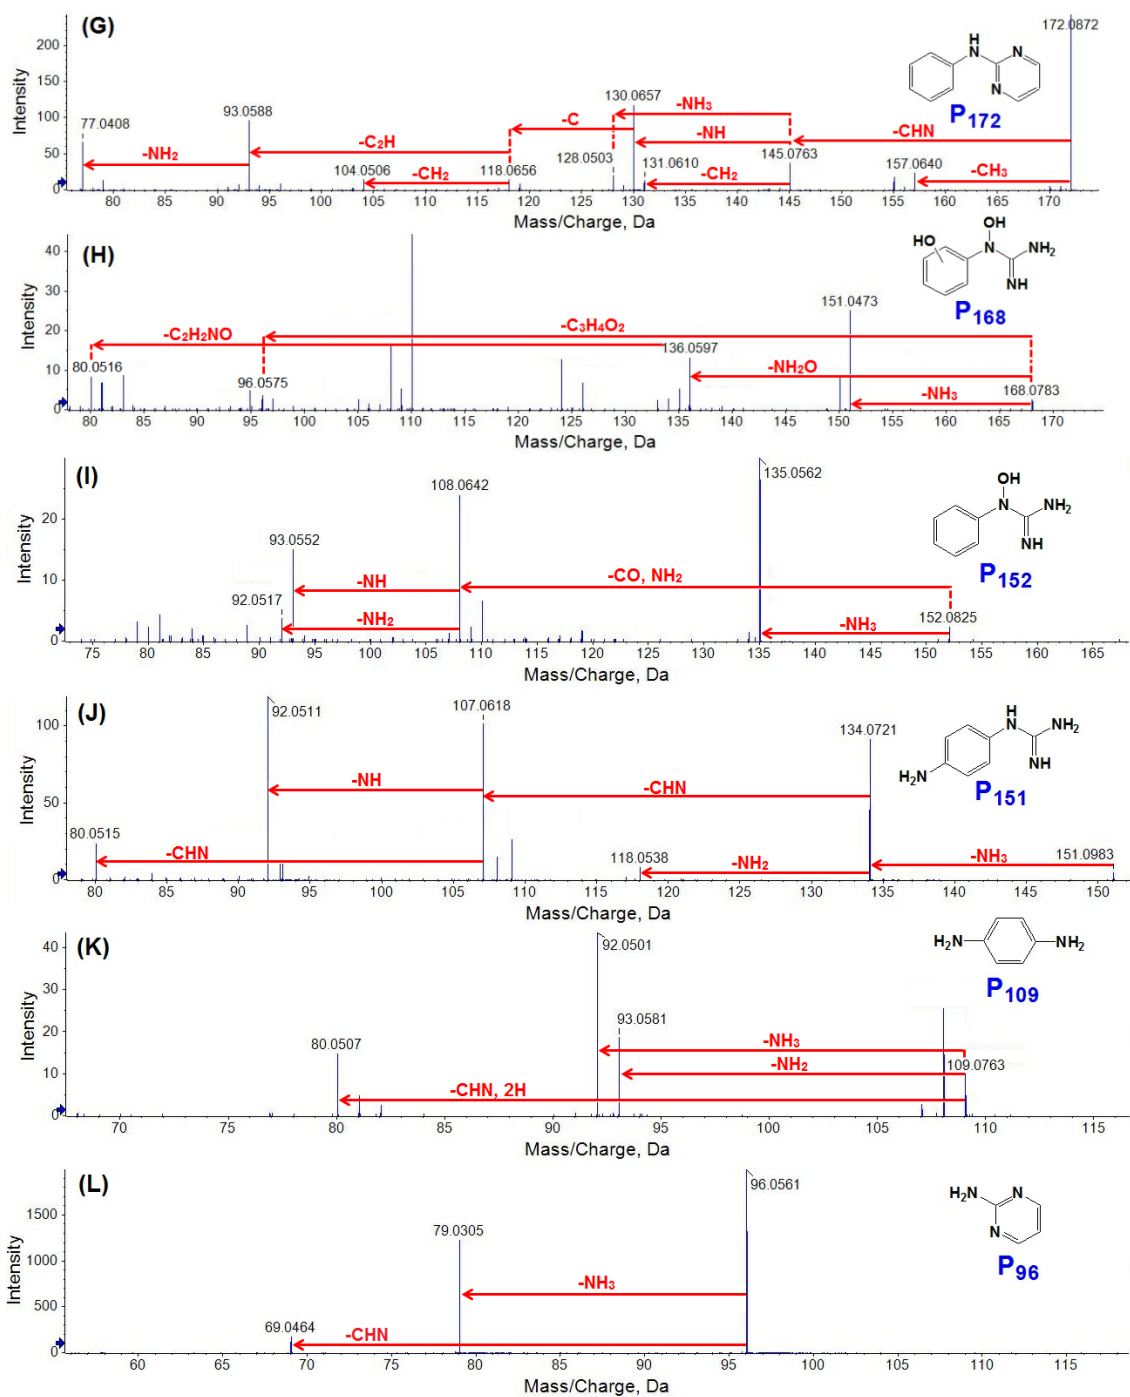 (G)
Intensity
200
150
100
50
0
77.0408
93.0588
-NH2
-C2H
104.0506
-CH2
118.0656
-C
130.0657
-NH3
-NH
128.0503
131.0610
-CH2
145.0763
-CHN
157.0640
-CH3
172.0872
H
N
N
N
P172
80 85 90 95 100 105 110 115 120 125 130 135 140 145 150 155 160 165 170
Mass/Charge, Da
(H)
Intensity
40
30
20
10
0
-C2H2NO
-C3H4O2
80.0516
96.0575
136.0597
-NH2O
151.0473
-NH3
168.0783
OH
HO
N
NH2
NH
P168
80 85 90 95 100 105 110 115 120 125 130 135 140 145 150 155 160 165 170
Mass/Charge, Da
(I)
Intensity
20
10
0
93.0552
92.0517
-NH
-NH2
108.0642
-CO, NH2
135.0562
-NH3
152.0825
OH
N
NH2
NH
P152
75 80 85 90 95 100 105 110 115 120 125 130 135 140 145 150 155 160 165
Mass/Charge, Da
(J)
Intensity
100
50
0
80.0515
-CHN
92.0511
-NH
107.0618
-CHN
118.0538
-NH2
134.0721
-NH3
151.0983
H
N
NH2
H2N
NH
P151
80 85 90 95 100 105 110 115 120 125 130 135 140 145 150
Mass/Charge, Da
(K)
Intensity
40
30
20
10
0
80.0507
92.0501
93.0581
-NH3
-NH2
-CHN, 2H
109.0763
H2N
NH2
P109
70 75 80 85 90 95 100 105 110 115
Mass/Charge, Da
(L)
Intensity
1500
1000
500
0
69.0464
79.0305
-NH3
-CHN
96.0561
H2N
N
N
P96
60 65 70 75 80 85 90 95 100 105 110 115
Mass/Charge, Da